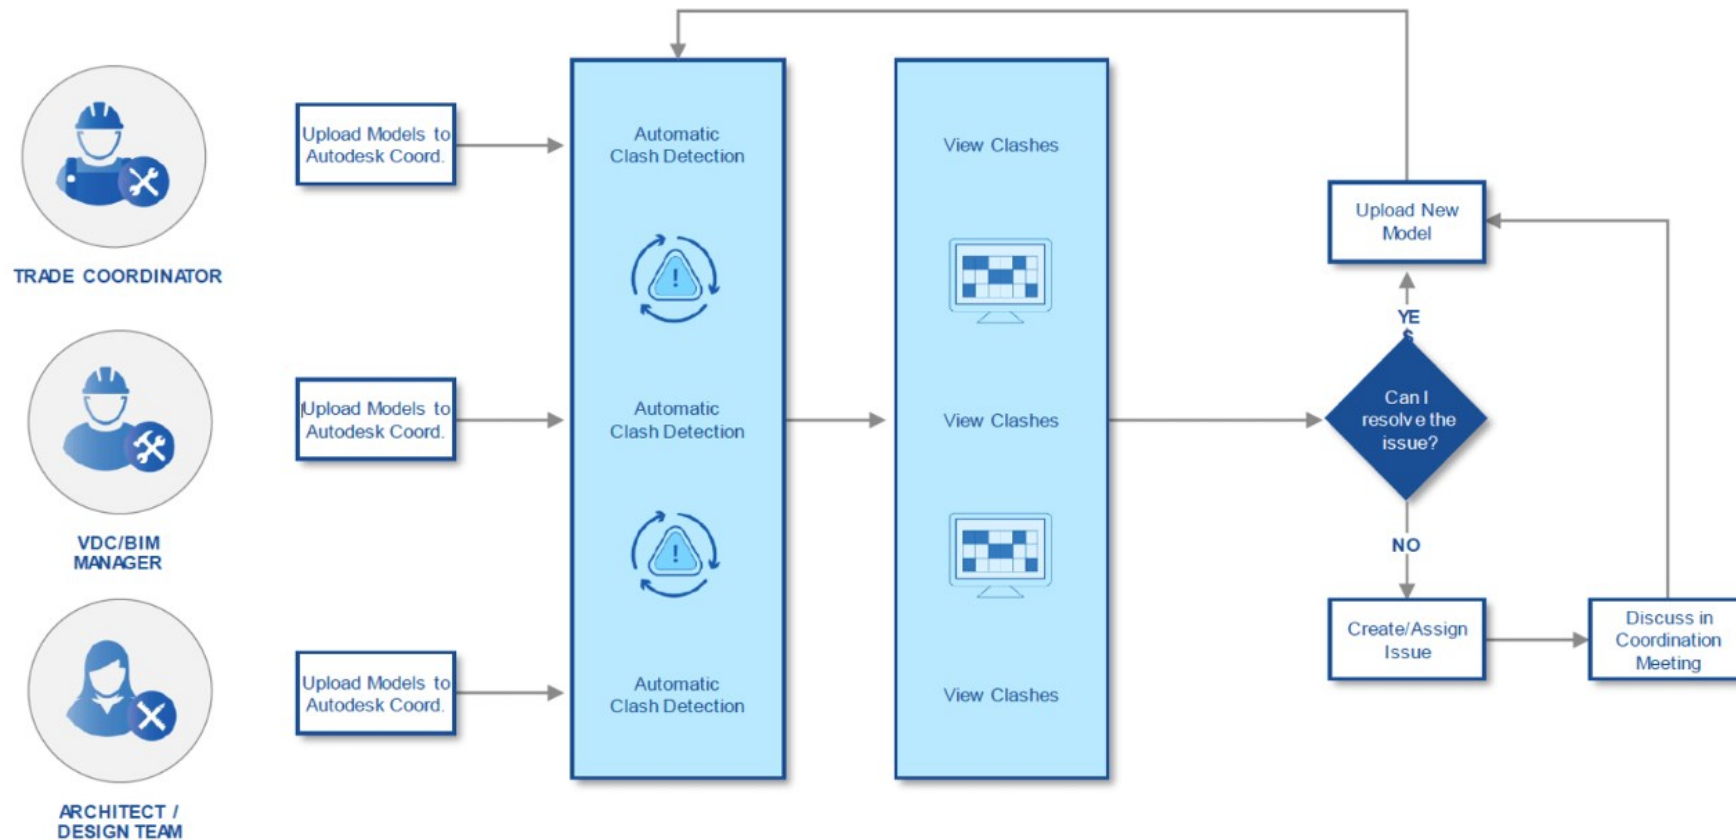 TRADE COORDINATOR
Upload Models to
Autodesk Coord.
Automatic
Clash Detection
!
View Clashes
VDC/BIM
MANAGER
Upload Models to
Autodesk Coord.
Automatic
Clash Detection
!
View Clashes
ARCHITECT /
DESIGN TEAM
Upload Models to
Autodesk Coord.
Automatic
Clash Detection
View Clashes
Upload New
Model
YE
S
Can I
resolve the
issue?
NO
Create/Assign
Issue
Discuss in
Coordination
Meeting